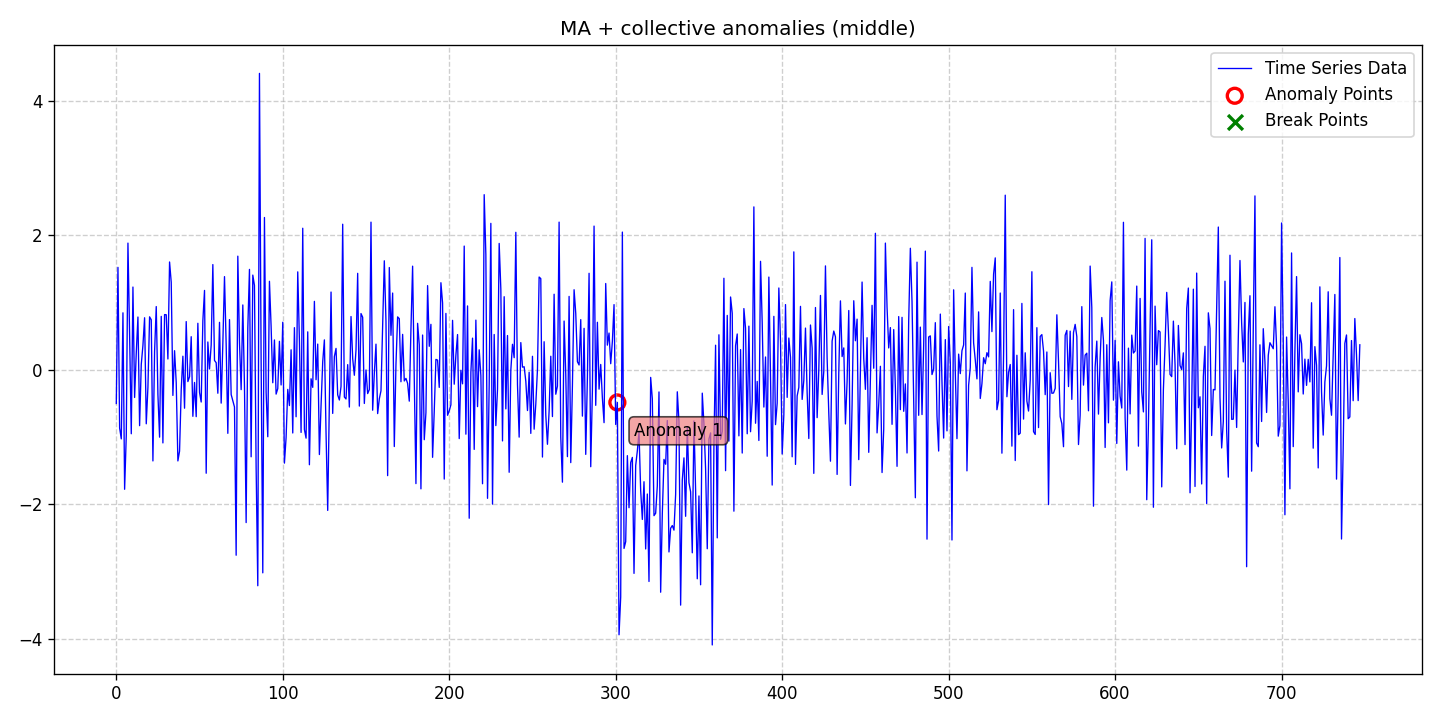 MA + collective anomalies (middle)
Time Series Data
Anomaly Points
Break Points
4
2
0
−2
−4
Anomaly 1
0 100 200 300 400 500 600 700